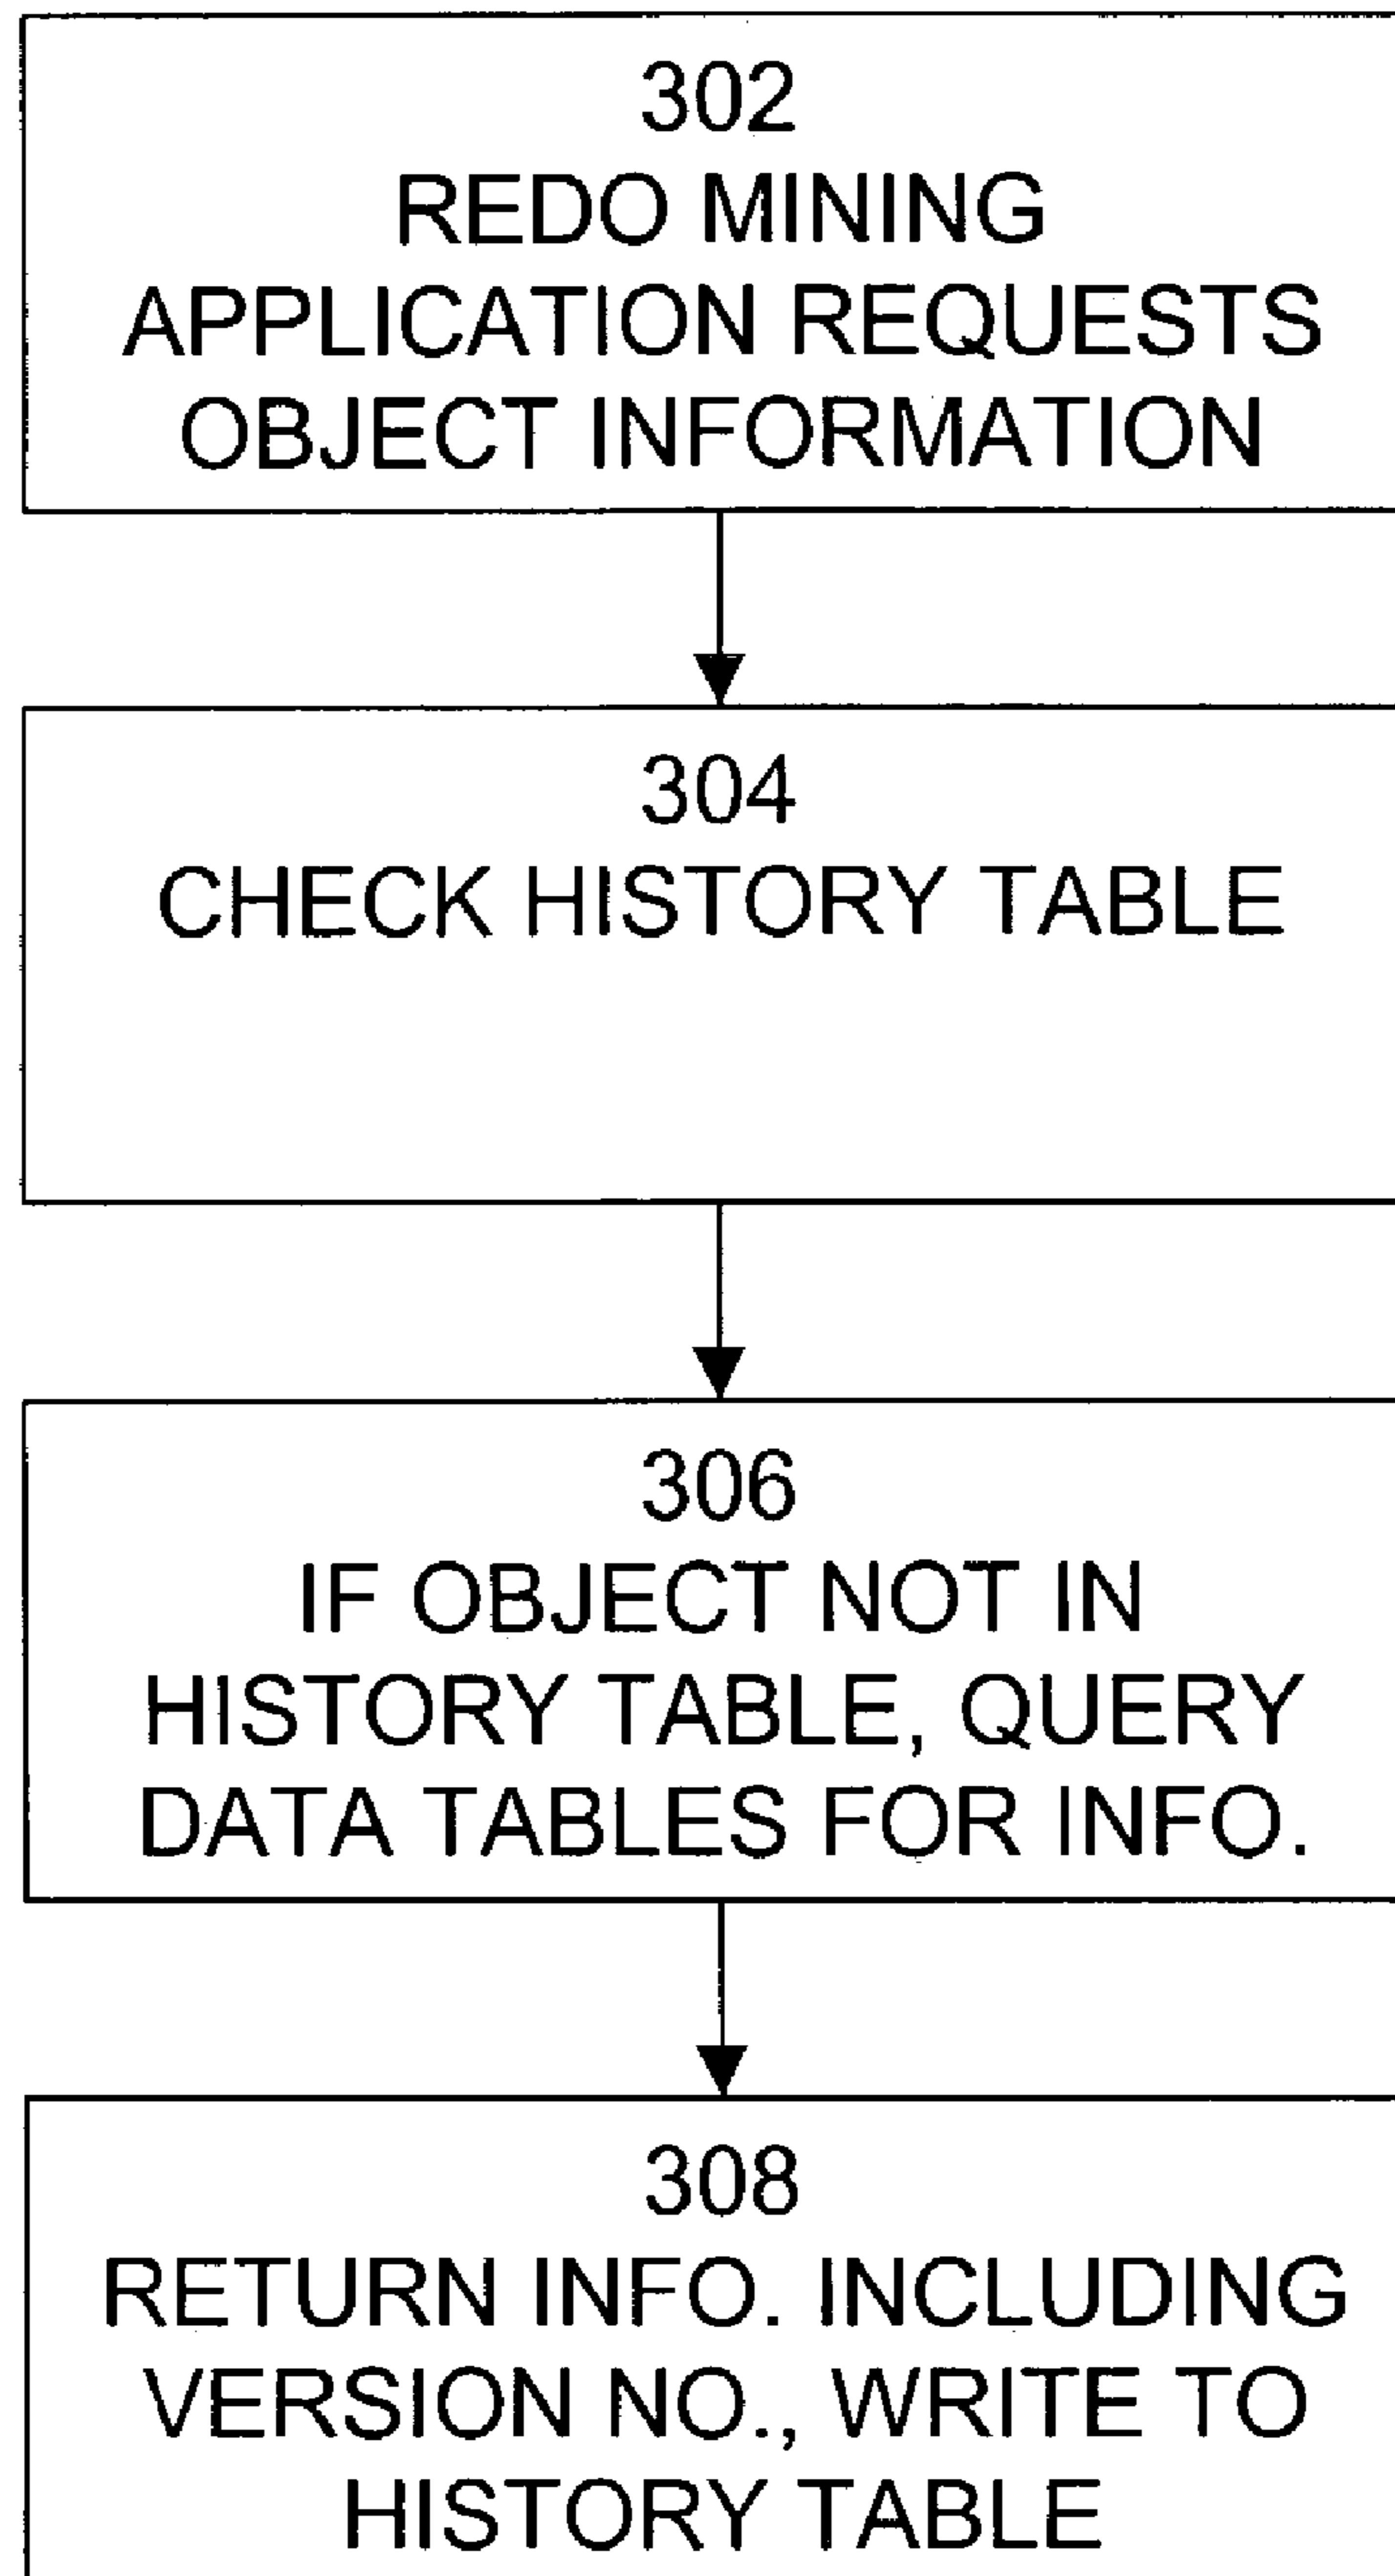 302
REDO MINING
APPLICATION REQUESTS
OBJECT INFORMATION
304
CHECK HISTORY TABLE
306
IF OBJECT NOT IN
HISTORY TABLE, QUERY
DATA TABLES FOR INFO.
308
RETURN INFO. INCLUDING
VERSION NO., WRITE TO
HISTORY TABLE